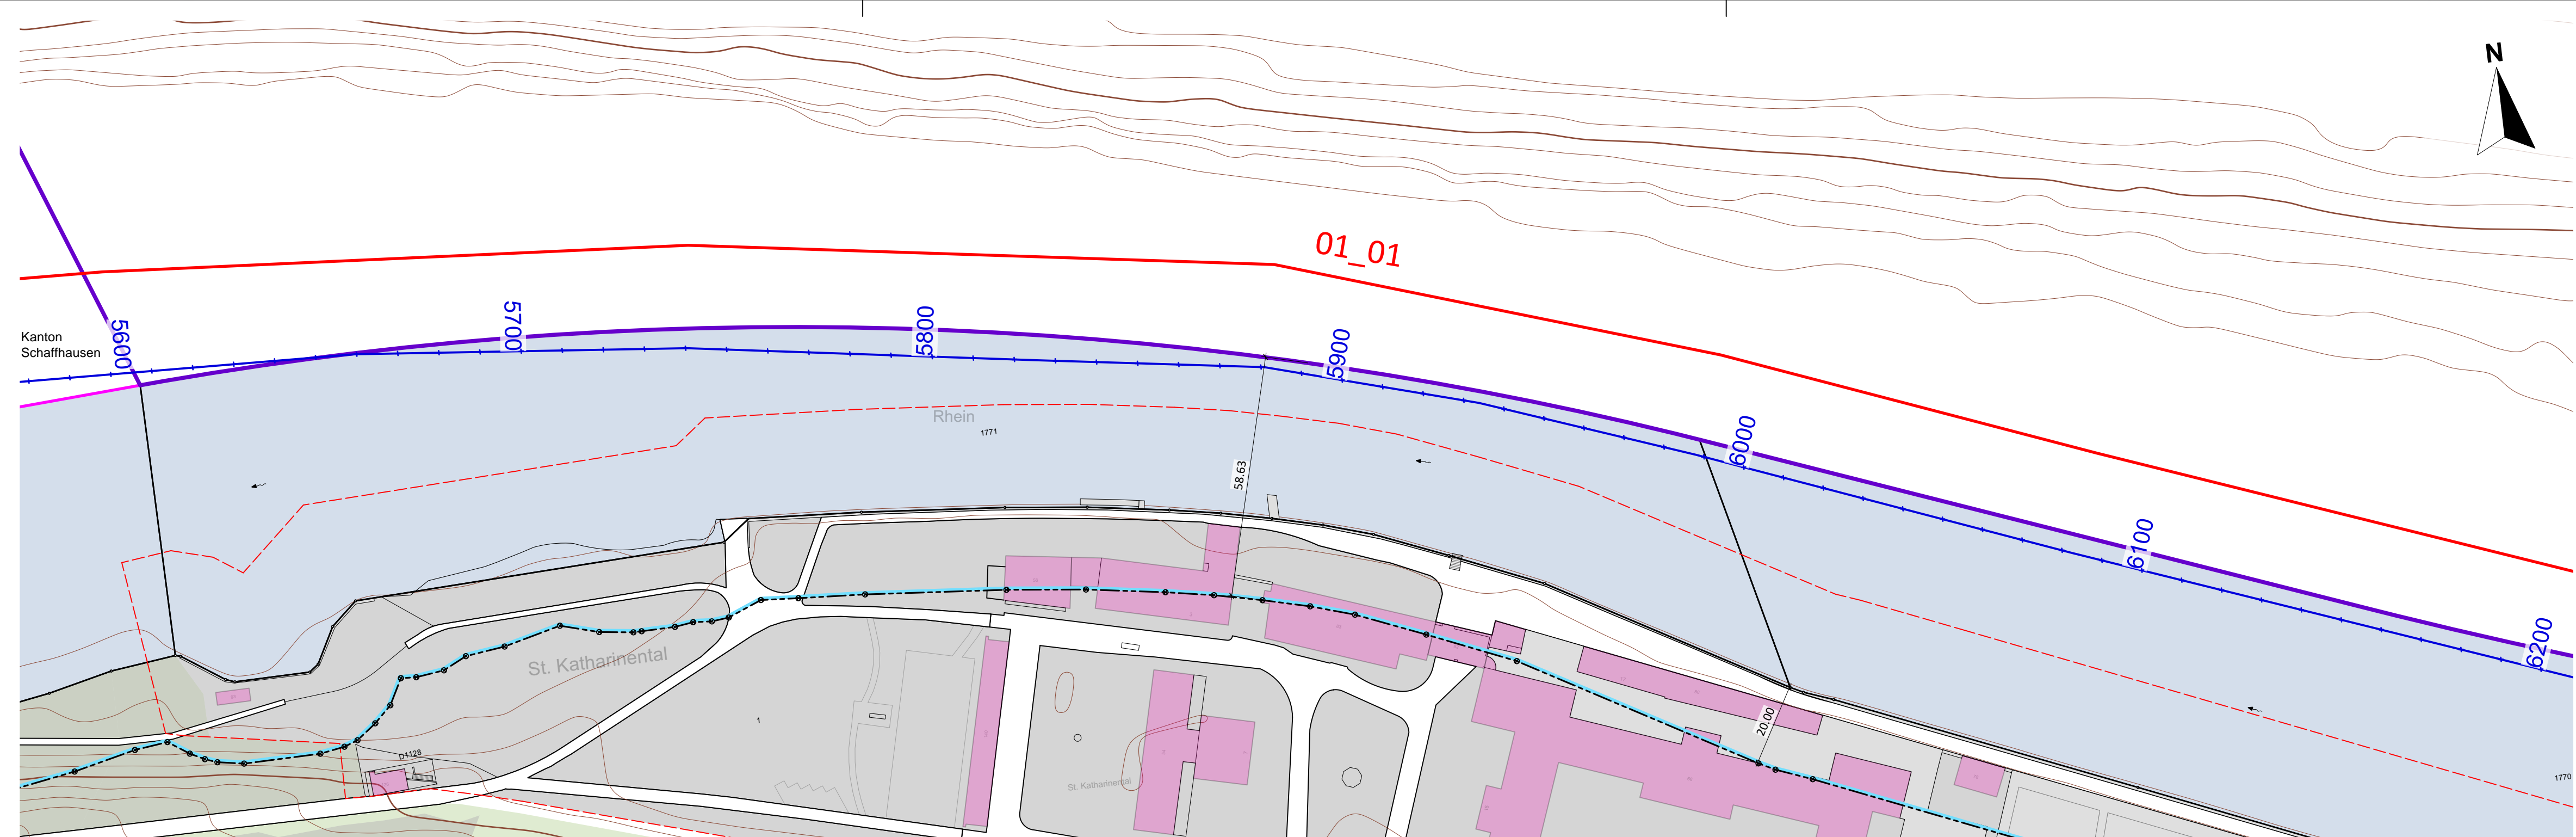 N
01_01
Kanton
Schaffhausen
5600
5700
5800
5900
6000
6100
6200
Rhein
1771
58.63
St. Katharinental
1
D1128
20.00
St. Katharinental
1770